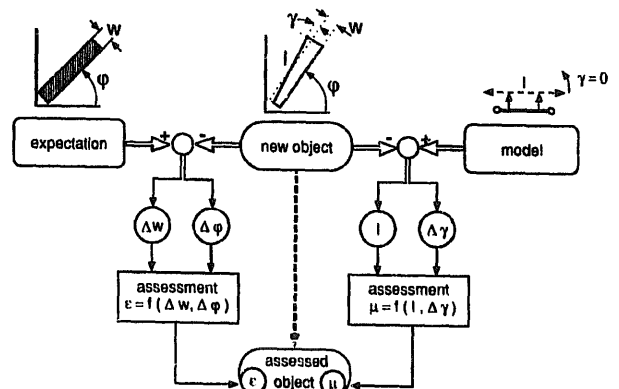 w
φ
γ
w
l
φ
l
γ=0
expectation
+
-
new object
-
+
model
Δw
Δφ
l
Δγ
assessment
ε=f(Δw,Δφ)
assessment
μ=f(l,Δγ)
assessed
ε object μ